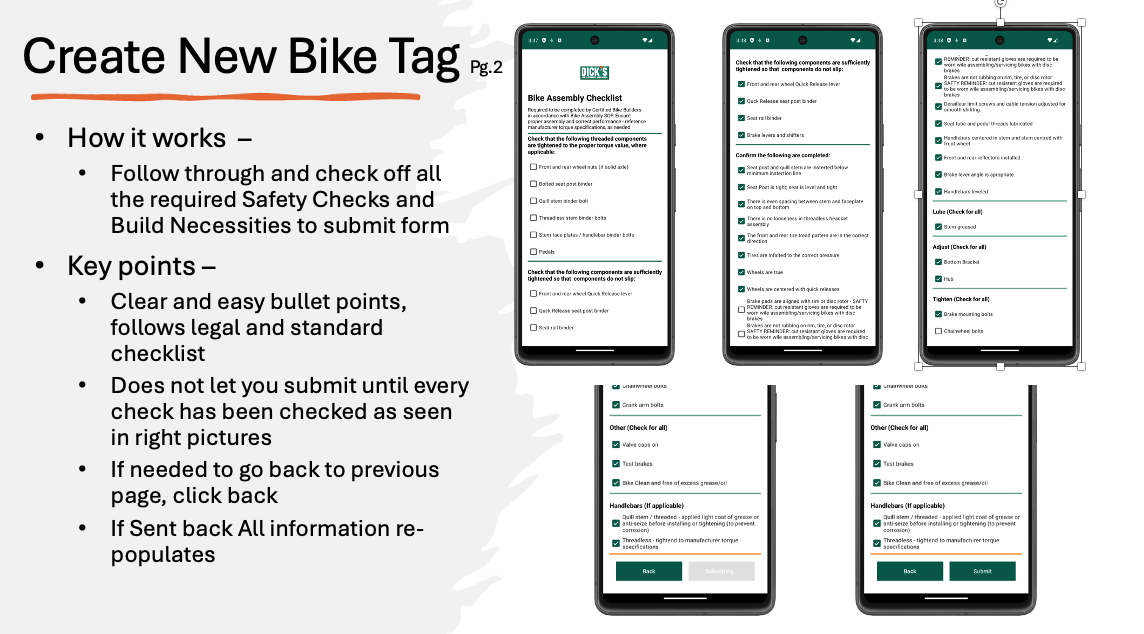 Create New Bike Tag Pg.2
• How it works –
• Follow through and check off all
the required Safety Checks and
Build Necessities to submit form
• Key points –
• Clear and easy bullet points,
follows legal and standard
checklist
• Does not let you submit until every
check has been checked as seen
in right pictures
• If needed to go back to previous
page, click back
• If Sent back All information re-
populates
3:47
DICK'S
Bike Assembly Checklist
Required to be completed by Certified Bike Builders
in accordance with Bike Assembly SOP. Ensure
proper assembly and correct performance - reference
manufacturer torque specifications, as needed
Check that the following threaded components
are tightened to the proper torque value, where
applicable:
Front and rear wheel nuts (if solid axle)
Bolted seat post binder
Quill stem binder bolt
Threadless stem binder bolts
Stem face plates / handlebar binder bolts
Pedals
Check that the following components are sufficiently
tightened so that components do not slip:
Front and rear wheel Quick Release lever
Quck Release seat post binder
Seat rail binder
3:48
Check that the following components are sufficiently
tightened so that components do not slip:
Front and rear wheel Quick Release lever
Quck Release seat post binder
Seat rail binder
Brake levers and shifters
Confirm the following are completed:
Seat post and quill stem are insterted below
minimum instertion line
Seat Post is tight; seat is level and tight
There is even spacing between stem and faceplate
on top and bottom
There is no looseness in threadless headset
assembly
The front and rear tire tread pattern are in the correct
direction
Tires are infalted to the correct pressure
Wheels are true
Wheels are centered with quick releases
Brake pads are aligned with rim or disc rotor - SAFTY
REMINDER: cut resistant gloves are required to be
worn wile assembling/servicing bikes with disc
brakes
Brakes are not rubbing on rim, tire, or disc rotor
SAFTY REMINDER: cut resistant gloves are required
to be worn wile assembling/servicing bikes with disc
3:48
REMINDER: cut resistant gloves are required to be
worn wile assembling/servicing bikes with disc
brakes
Brakes are not rubbing on rim, tire, or disc rotor
SAFTY REMINDER: cut resistant gloves are required
to be worn wile assembling/servicing bikes with disc
brakes
Derailleur limit screws and cable tension adjusted for
smooth shifting
Seat tube and pedal threads lubricated
Handlebars centered in stem and stem centred with
front wheel
Front and rear reflectors installed
Brake lever angle is apropriate
Handlebars leveled
Lube (Check for all)
Stem greased
Adjust (Check for all)
Bottom Bracket
Hub
Tighten (Check for all)
Brake mounting bolts
Chainwheel bolts
Chainwheel bolts
Crank arm bolts
Other (Check for all)
Valve caps on
Test brakes
Bike Clean and free of excess grease/oil
Handlebars (If applicable)
Quill stem / threaded - applied light coat of grease or
anti-seize before installing or tightening (to prevent
corrosion)
Threadless - tightend to manufacturer torque
specifications
Back
Submitting
Chainwheel bolts
Crank arm bolts
Other (Check for all)
Valve caps on
Test brakes
Bike Clean and free of excess grease/oil
Handlebars (If applicable)
Quill stem / threaded - applied light coat of grease or
anti-seize before installing or tightening (to prevent
corrosion)
Threadless - tightend to manufacturer torque
specifications
Back
Submit